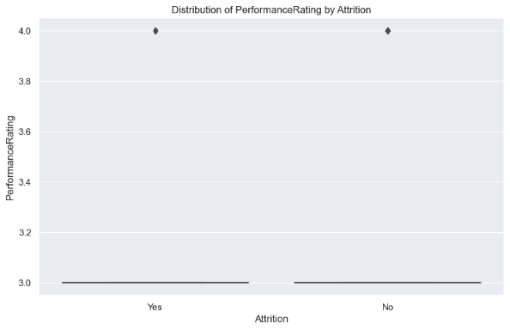 Distribution of PerformanceRating by Attrition
PerformanceRating
4.0
3.8
3.6
3.4
3.2
3.0
Yes No
Attrition